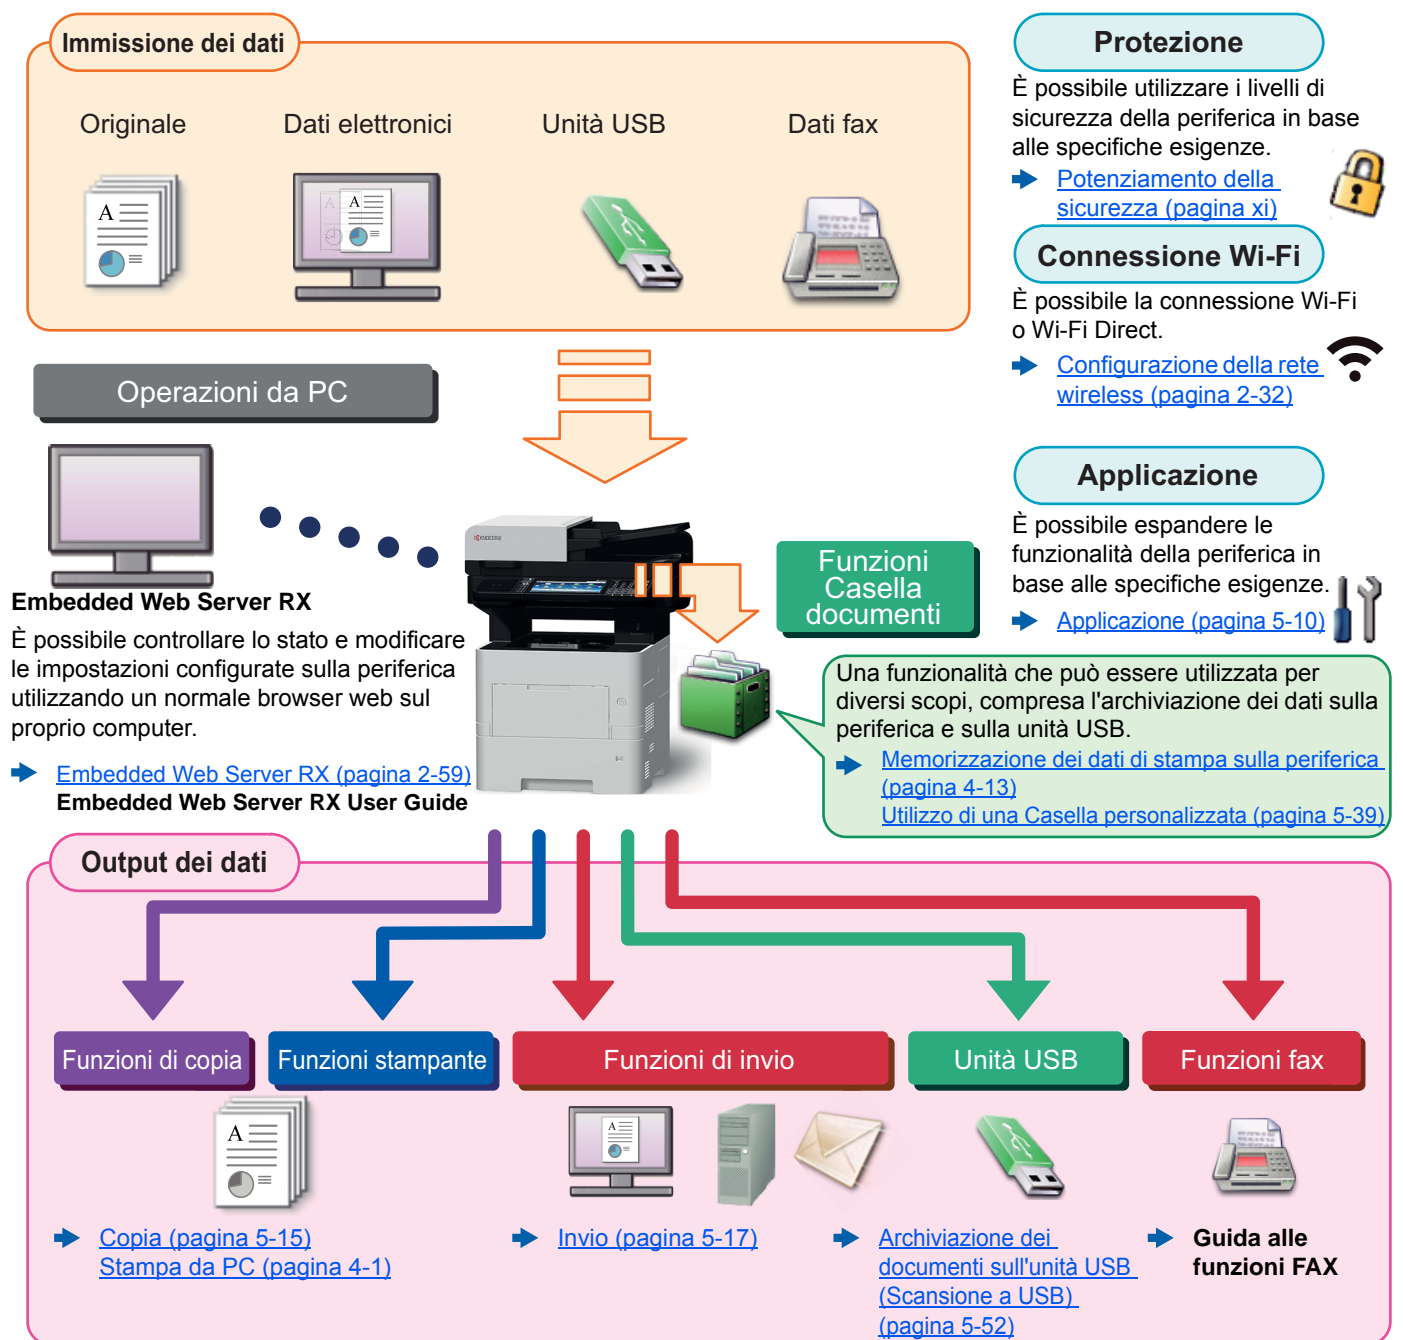 Immissione dei dati
Originale
Dati elettronici
Unità USB
Dati fax
Protezione
È possibile utilizzare i livelli di
sicurezza della periferica in base
alle specifiche esigenze.
Potenziamento della
sicurezza (pagina xi)
Connessione Wi-Fi
È possibile la connessione Wi-Fi
o Wi-Fi Direct.
Configurazione della rete
wireless (pagina 2-32)
Applicazione
È possibile espandere le
funzionalità della periferica in
base alle specifiche esigenze.
Applicazione (pagina 5-10)
Operazioni da PC
Embedded Web Server RX
È possibile controllare lo stato e modificare
le impostazioni configurate sulla periferica
utilizzando un normale browser web sul
proprio computer.
Embedded Web Server RX (pagina 2-59)
Embedded Web Server RX User Guide
KYOCERA
Funzioni
Casella
documenti
Una funzionalità che può essere utilizzata per
diversi scopi, compresa l'archiviazione dei dati sulla
periferica e sulla unità USB.
Memorizzazione dei dati di stampa sulla periferica
(pagina 4-13)
Utilizzo di una Casella personalizzata (pagina 5-39)
Output dei dati
Funzioni di copia
Funzioni stampante
Funzioni di invio
Unità USB
Funzioni fax
Copia (pagina 5-15)
Stampa da PC (pagina 4-1)
Invio (pagina 5-17)
Archiviazione dei
documenti sull'unità USB
(Scansione a USB)
(pagina 5-52)
Guida alle
funzioni FAX